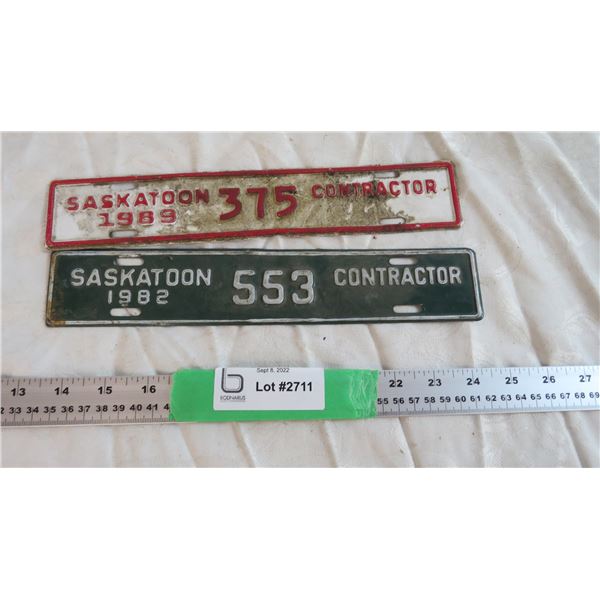 SASKATOON 375 CONTRACTOR
1989
SASKATOON 553 CONTRACTOR
1982
Sept 8, 2022
Lot #2711
13 14 15 16 22 23 24 25 26 27
33 34 35 36 37 38 39 40 41 55 56 57 58 59 60 61 62 63 64 65 66 67 68 69